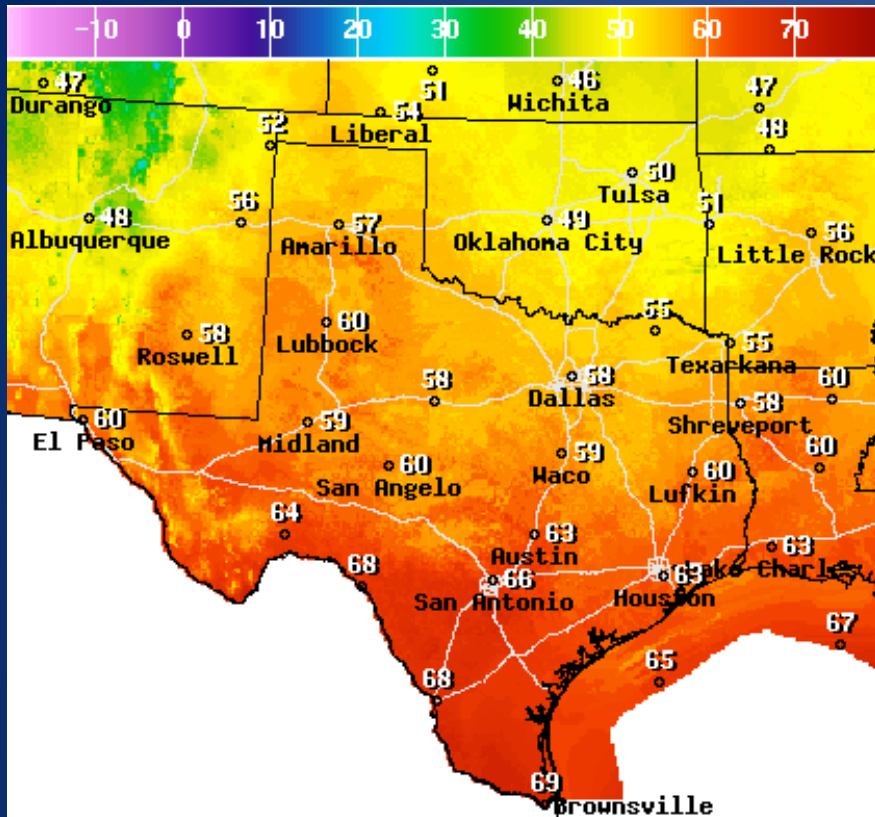 -10 0 10 20 30 40 50 60 70
47
Durango
51
46
Wichita
47
54
Liberal
52
48
50
Tulsa
48
Albuquerque
56
57
Amarillo
49
Oklahoma City
51
56
Little Rock
58
Roswell
60
Lubbock
55
55
Texarkana
58
Dallas
58
60
58
Shreveport
60
El Paso
59
Midland
60
San Angelo
59
Waco
60
Lufkin
60
64
63
Austin
63
68
66
San Antonio
63
Houston
67
65
68
69
Brownsville